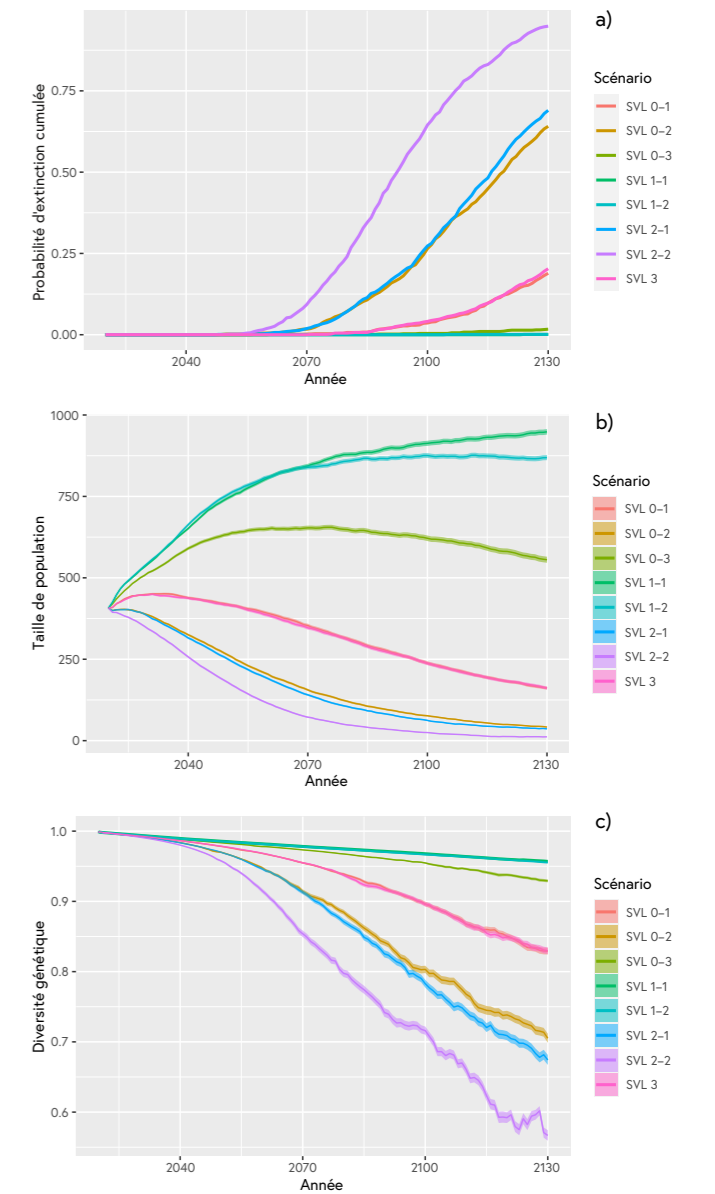 a)
Probabilité d'extinction cumulée
0.75
0.50
0.25
0.00
2040
2070
2100
2130
Année
Scénario
SVL 0–1
SVL 0–2
SVL 0–3
SVL 1–1
SVL 1–2
SVL 2–1
SVL 2–2
SVL 3
b)
Taille de population
1000
750
500
250
0
2040
2070
2100
2130
Année
Scénario
SVL 0–1
SVL 0–2
SVL 0–3
SVL 1–1
SVL 1–2
SVL 2–1
SVL 2–2
SVL 3
c)
Diversité génétique
1.0
0.9
0.8
0.7
0.6
2040
2070
2100
2130
Année
Scénario
SVL 0–1
SVL 0–2
SVL 0–3
SVL 1–1
SVL 1–2
SVL 2–1
SVL 2–2
SVL 3